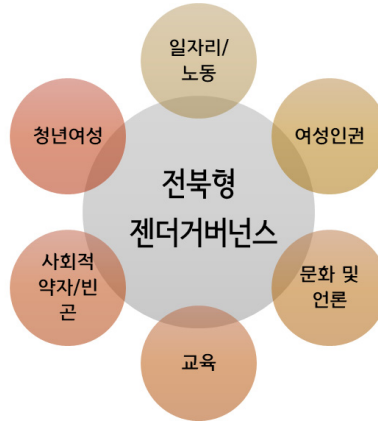 일자리/
노동
청년여성
여성인권
전북형
젠더거버넌스
사회적
약자/빈
곤
문화 및
언론
교육